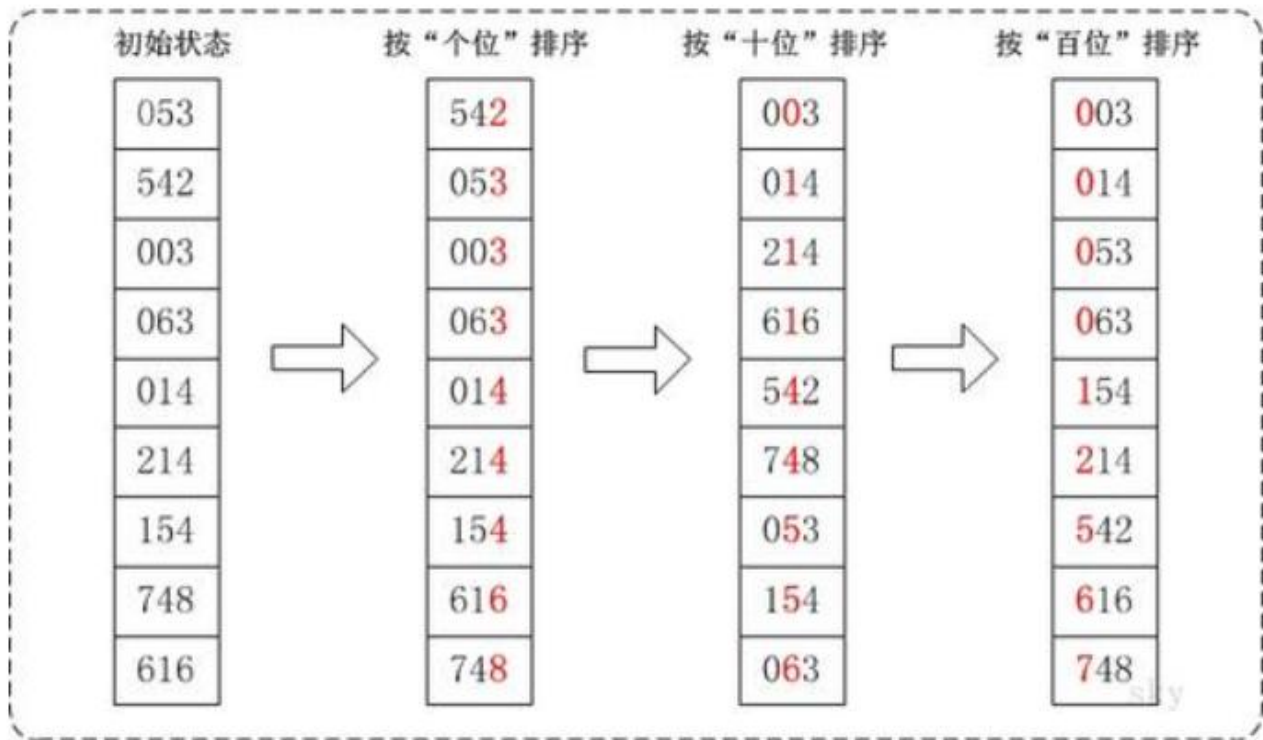 初始状态 按“个位”排序 按“十位”排序 按“百位”排序
053 542 003 003
542 053 014 014
003 003 214 053
063 063 616 063
014 014 542 154
214 214 748 214
154 154 053 542
748 616 154 616
616 748 063 748
sky